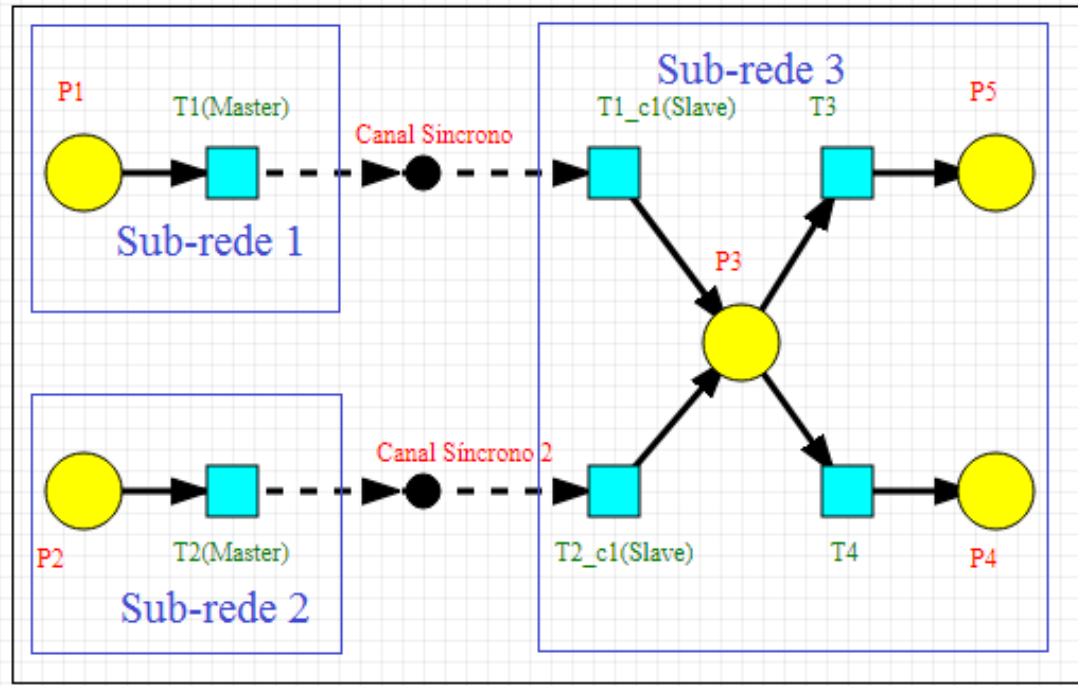 Sub-rede 3
P1
P5
T1(Master)
T1_c1(Slave)
T3
Canal Sincrono
Sub-rede 1
P3
Canal Síncrono 2
P2
T2(Master)
T2_c1(Slave)
T4
P4
Sub-rede 2